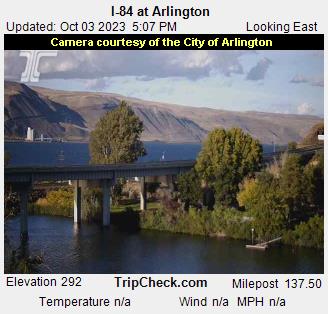 I-84 at Arlington
Updated: Oct 03 2023 5:07 PM Looking East
Camera courtesy of the City of Arlington
Elevation 292 TripCheck.com Milepost 137.50
Temperature n/a Wind n/a MPH n/a